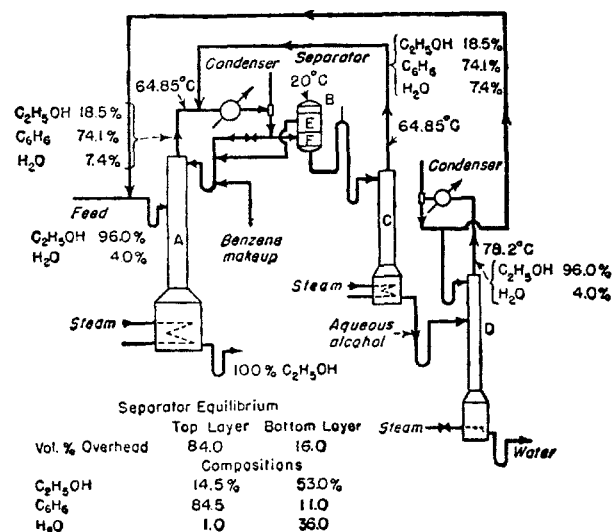 C₂H₅OH 18.5%
C₆H₆ 74.1%
H₂O 7.4%
Separator
Condenser
20°C
B
64.85°C
E
F
C₂H₅OH 18.5%
C₆H₆ 74.1%
H₂O 7.4%
64.85°C
Condenser
Feed
C₂H₅OH 96.0%
H₂O 4.0%
A
Benzene
makeup
C
78.2°C
C₂H₅OH 96.0%
H₂O 4.0%
Steam
100% C₂H₅OH
Steam
Aqueous
alcohol
D
Steam
Water
Separator Equilibrium
Top Layer Bottom Layer
Vol. % Overhead 84.0 16.0
Compositions
C₂H₅OH 14.5% 53.0%
C₆H₆ 84.5 11.0
H₂O 1.0 36.0